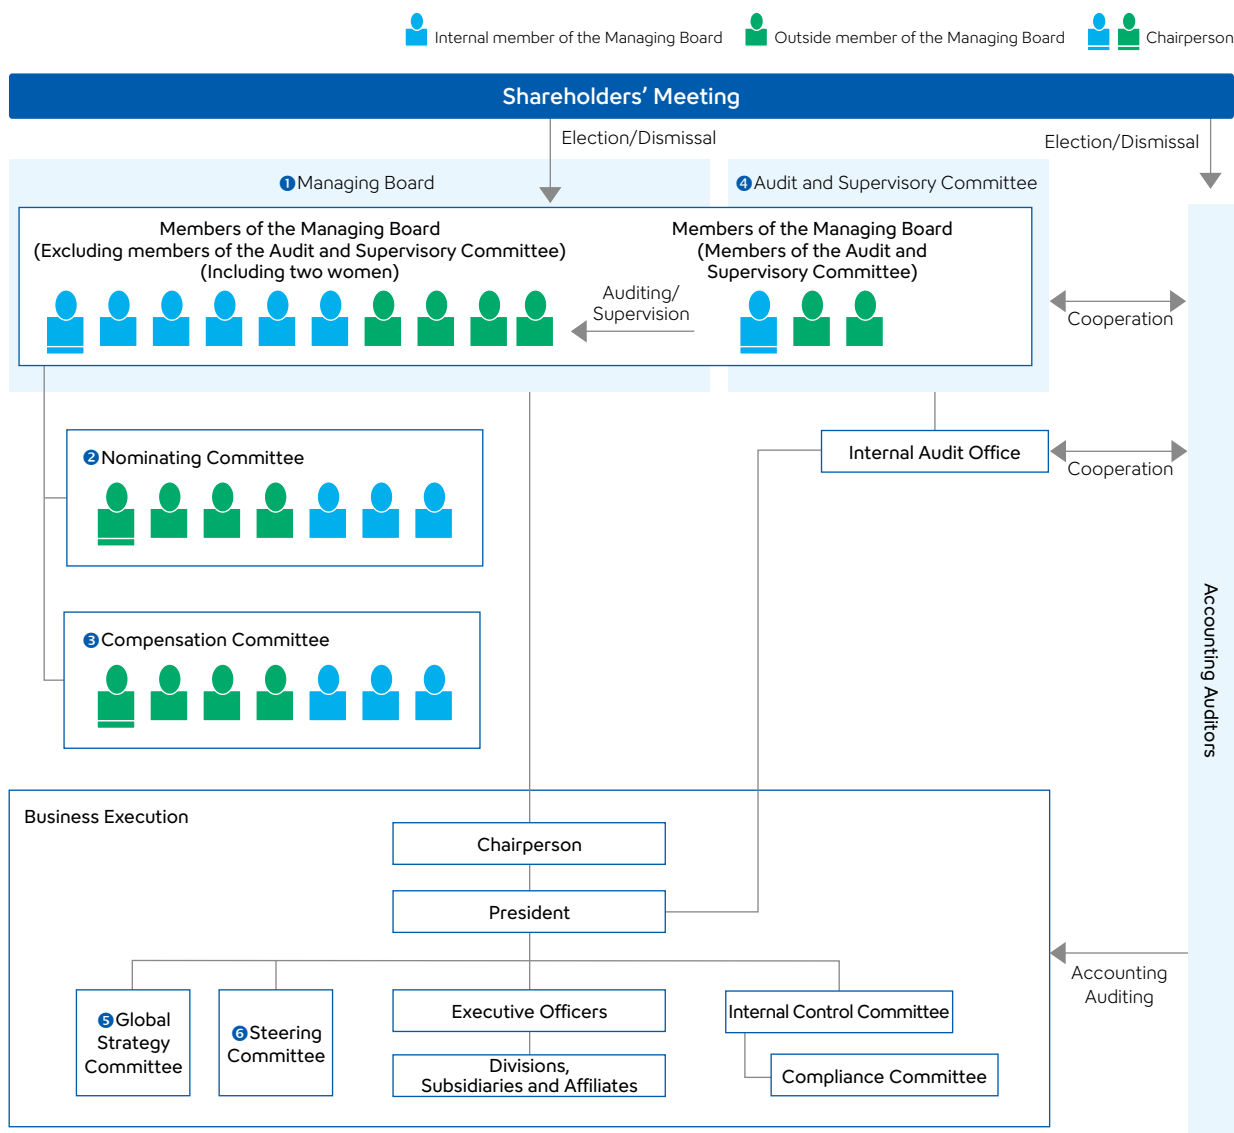 Internal member of the Managing Board
Outside member of the Managing Board
Chairperson
Shareholders' Meeting
Election/Dismissal
Election/Dismissal
❶Managing Board
❹Audit and Supervisory Committee
Members of the Managing Board
(Excluding members of the Audit and Supervisory Committee)
(Including two women)
Members of the Managing Board
(Members of the Audit and
Supervisory Committee)
Auditing/
Supervision
Cooperation
Internal Audit Office
Cooperation
❷Nominating Committee
❸Compensation Committee
Accounting Auditors
Business Execution
Chairperson
President
Accounting
Auditing
❺Global
Strategy
Committee
❻Steering
Committee
Executive Officers
Internal Control Committee
Divisions,
Subsidiaries and Affiliates
Compliance Committee